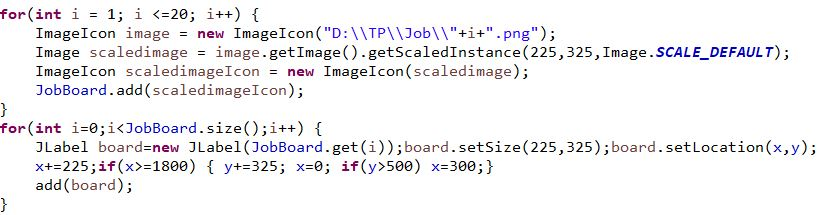 for(int i = 1; i <=20; i++) {
ImageIcon image = new ImageIcon("D:\\TP\\Job\\"+i+".png");
Image scaledimage = image.getImage().getScaledInstance(225,325,Image.SCALE_DEFAULT);
ImageIcon scaledimageIcon = new ImageIcon(scaledimage);
JobBoard.add(scaledimageIcon);
}
for(int i=0;i<JobBoard.size();i++) {
JLabel board=new JLabel(JobBoard.get(i));board.setSize(225,325);board.setLocation(x,y);
x+=225;if(x>=1800) { y+=325; x=0; if(y>500) x=300;}
add(board);
}